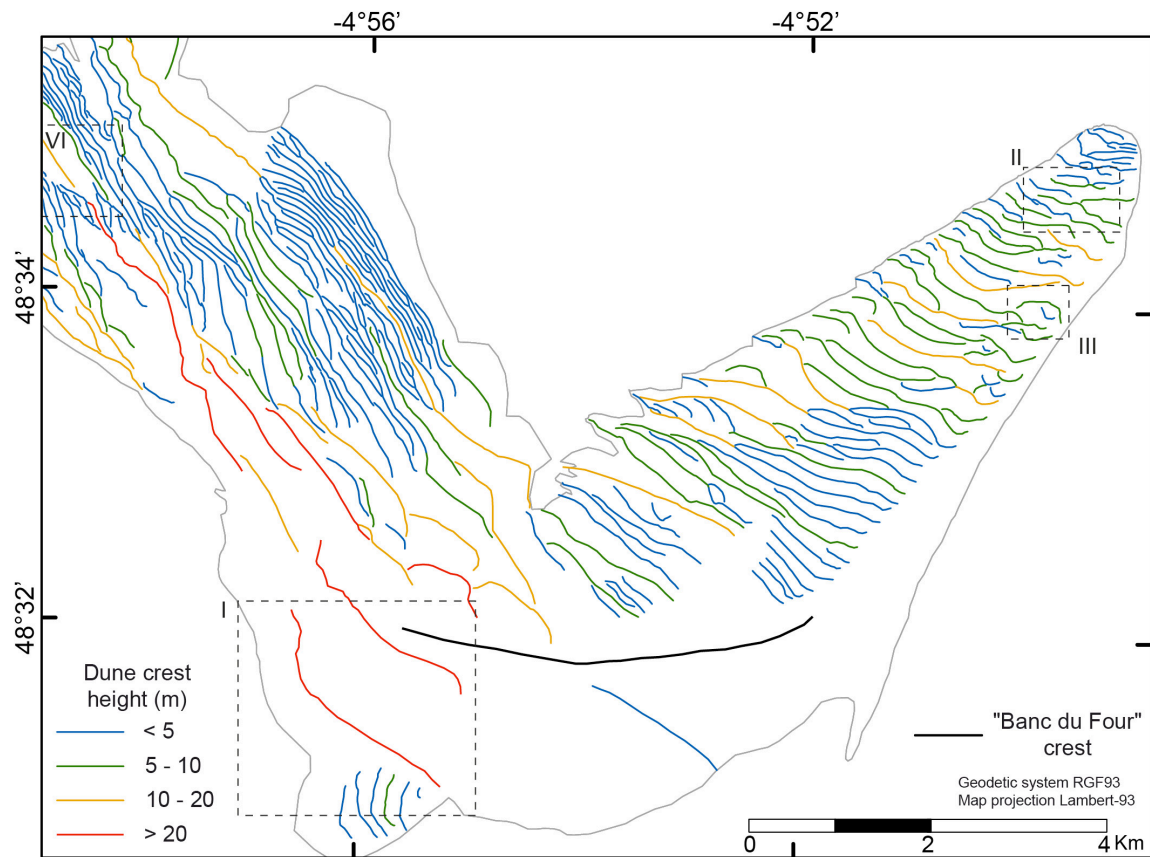 -4°56'
-4°52'
VI
II
48°34'
III
48°32'
I
Dune crest
height (m)
< 5
5 - 10
10 - 20
> 20
"Banc du Four"
crest
Geodetic system RGF93
Map projection Lambert-93
0 2 4 Km